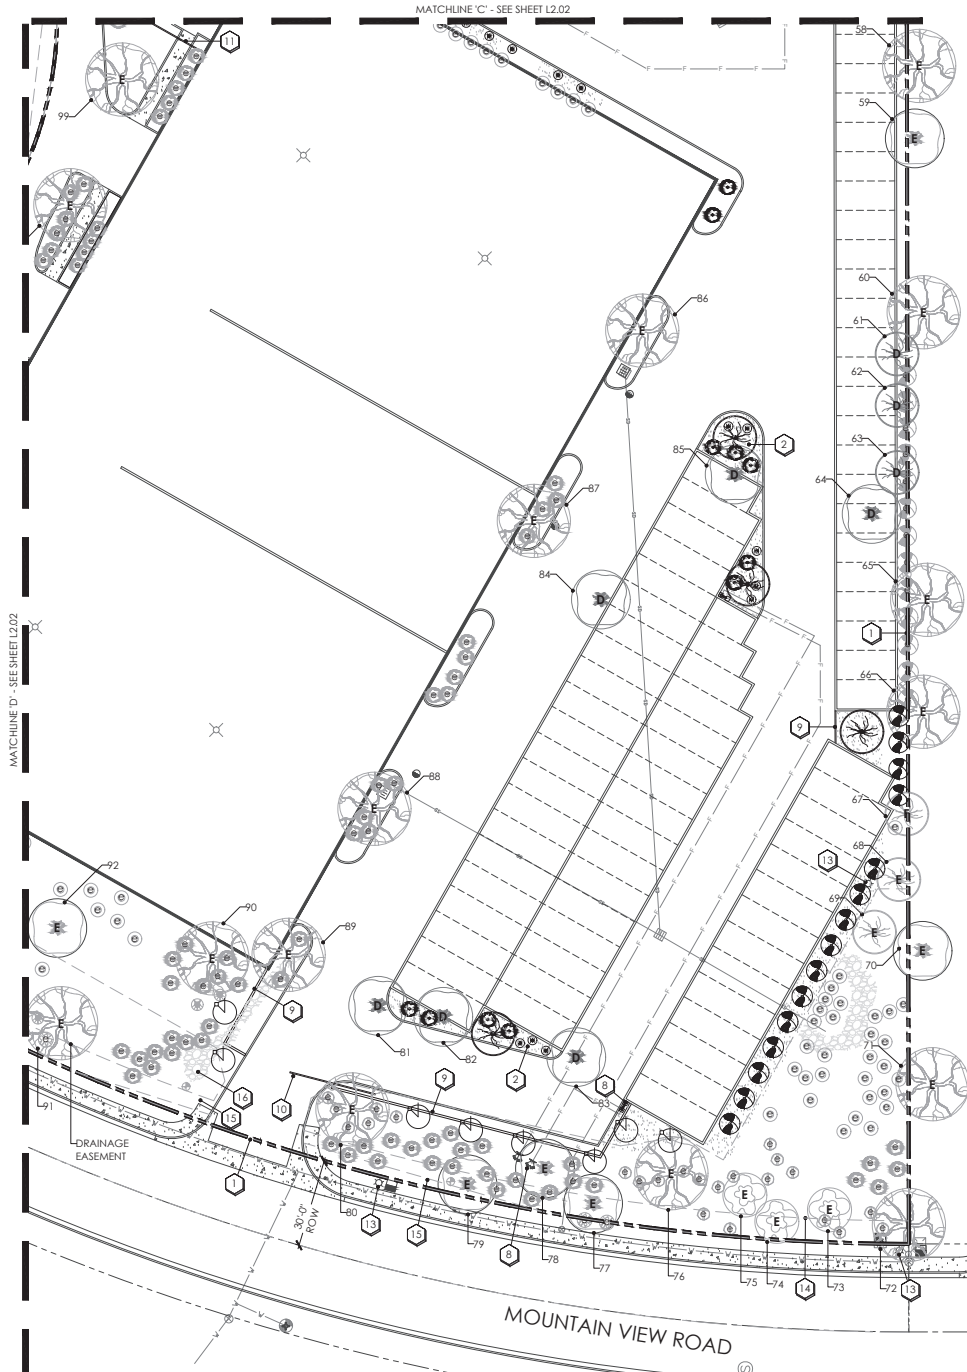 MATCHLINE 'C' - SEE SHEET L2.02
11
58
E
E
99
59
E
E
60
E
86
E
61
D
62
D
2
85
D
63
D
64
D
87
E
84
D
65
E
1
MATCHLINE 'D' - SEE SHEET L2.02
66
E
9
88
E
67
E
13
68
E
92
E
69
E
90
E
89
E
70
E
9
81
D
82
D
2
83
D
8
71
E
E
91
16
15
10
9
E
DRAINAGE
EASEMENT
1
80
30'-0"
ROW
13
15
E
79
E
8
78
E
77
E
76
E
75
E
74
14
E
73
E
72
13
MOUNTAIN VIEW ROAD